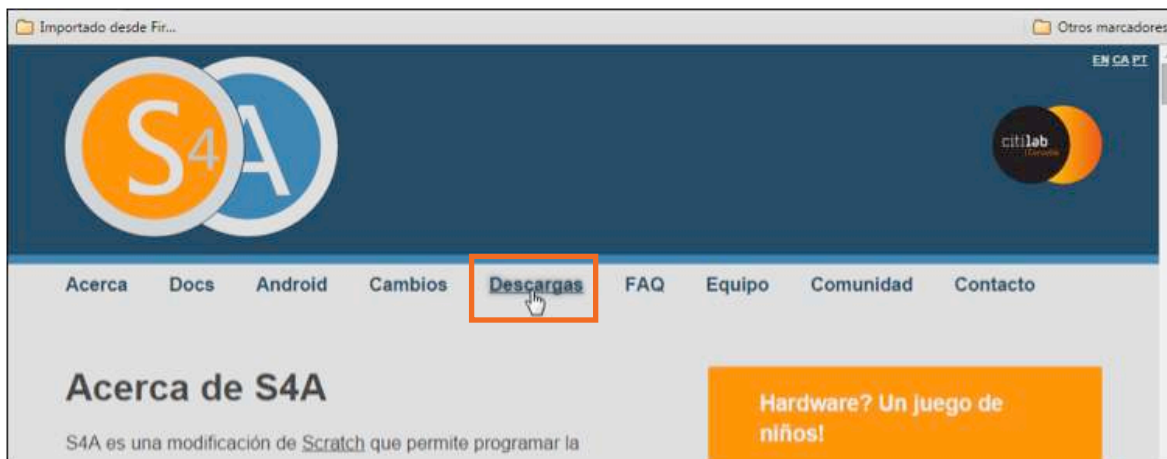 Importado desde Fir...
Otros marcadores
EN CA PT
S4A
citilab
Acerca Docs Android Cambios Descargas FAQ Equipo Comunidad Contacto
Acerca de S4A
S4A es una modificación de Scratch que permite programar la
Hardware? Un juego de
niños!